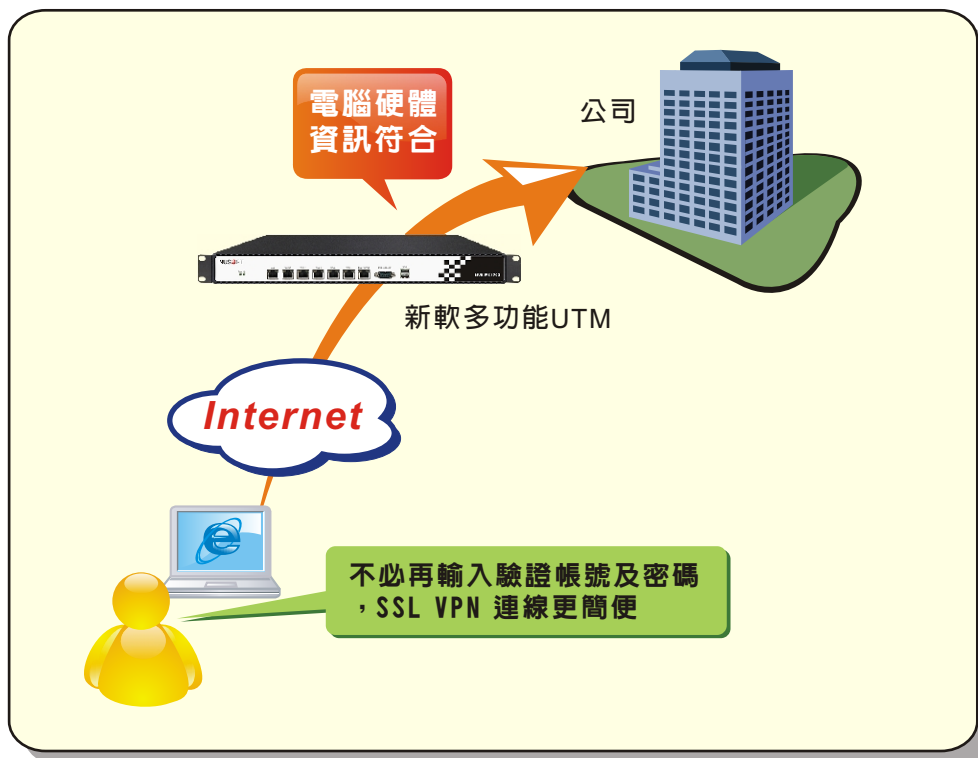 電腦硬體
資訊符合
公司
新軟多功能UTM
Internet
不必再輸入驗證帳號及密碼
，SSL VPN 連線更簡便